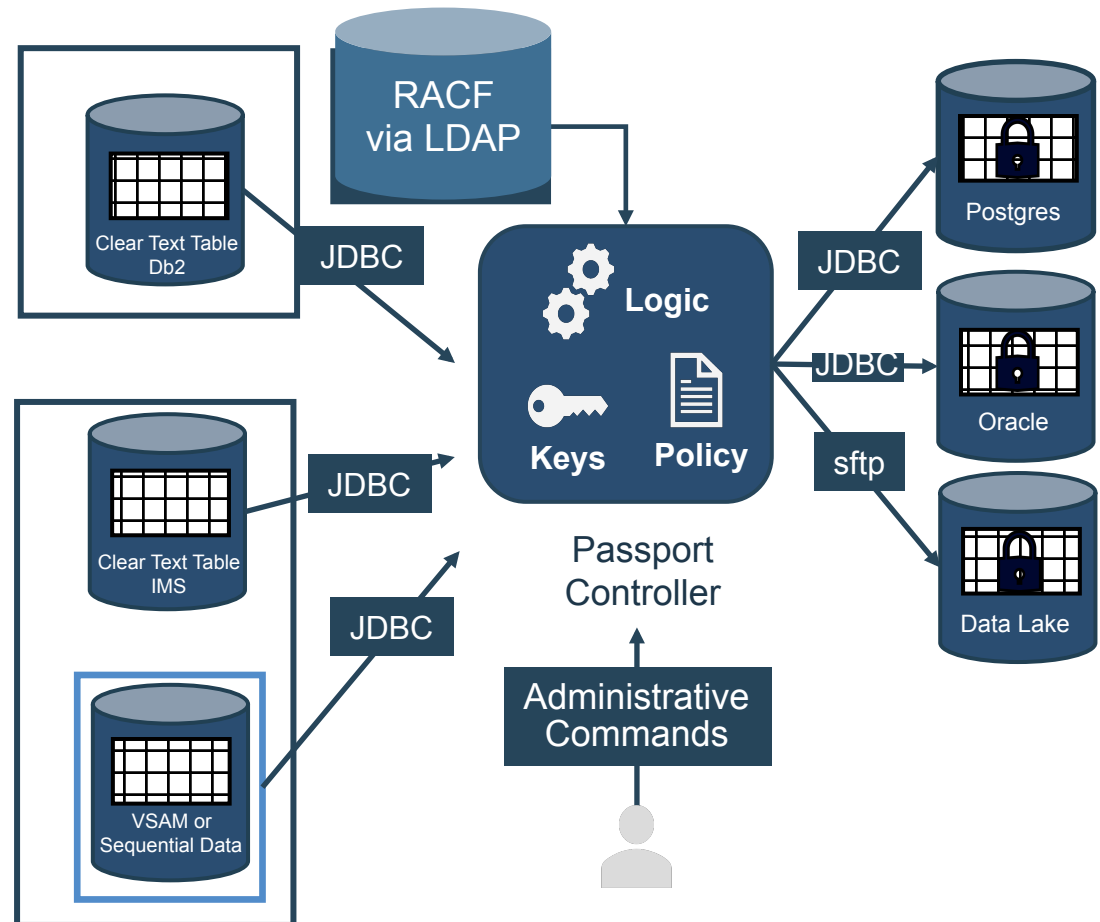 RACF
via LDAP
Clear Text Table
Db2
JDBC
Logic
Keys
Policy
Passport
Controller
Administrative
Commands
Clear Text Table
IMS
JDBC
VSAM or
Sequential Data
JDBC
JDBC
Postgres
JDBC
Oracle
sftp
Data Lake